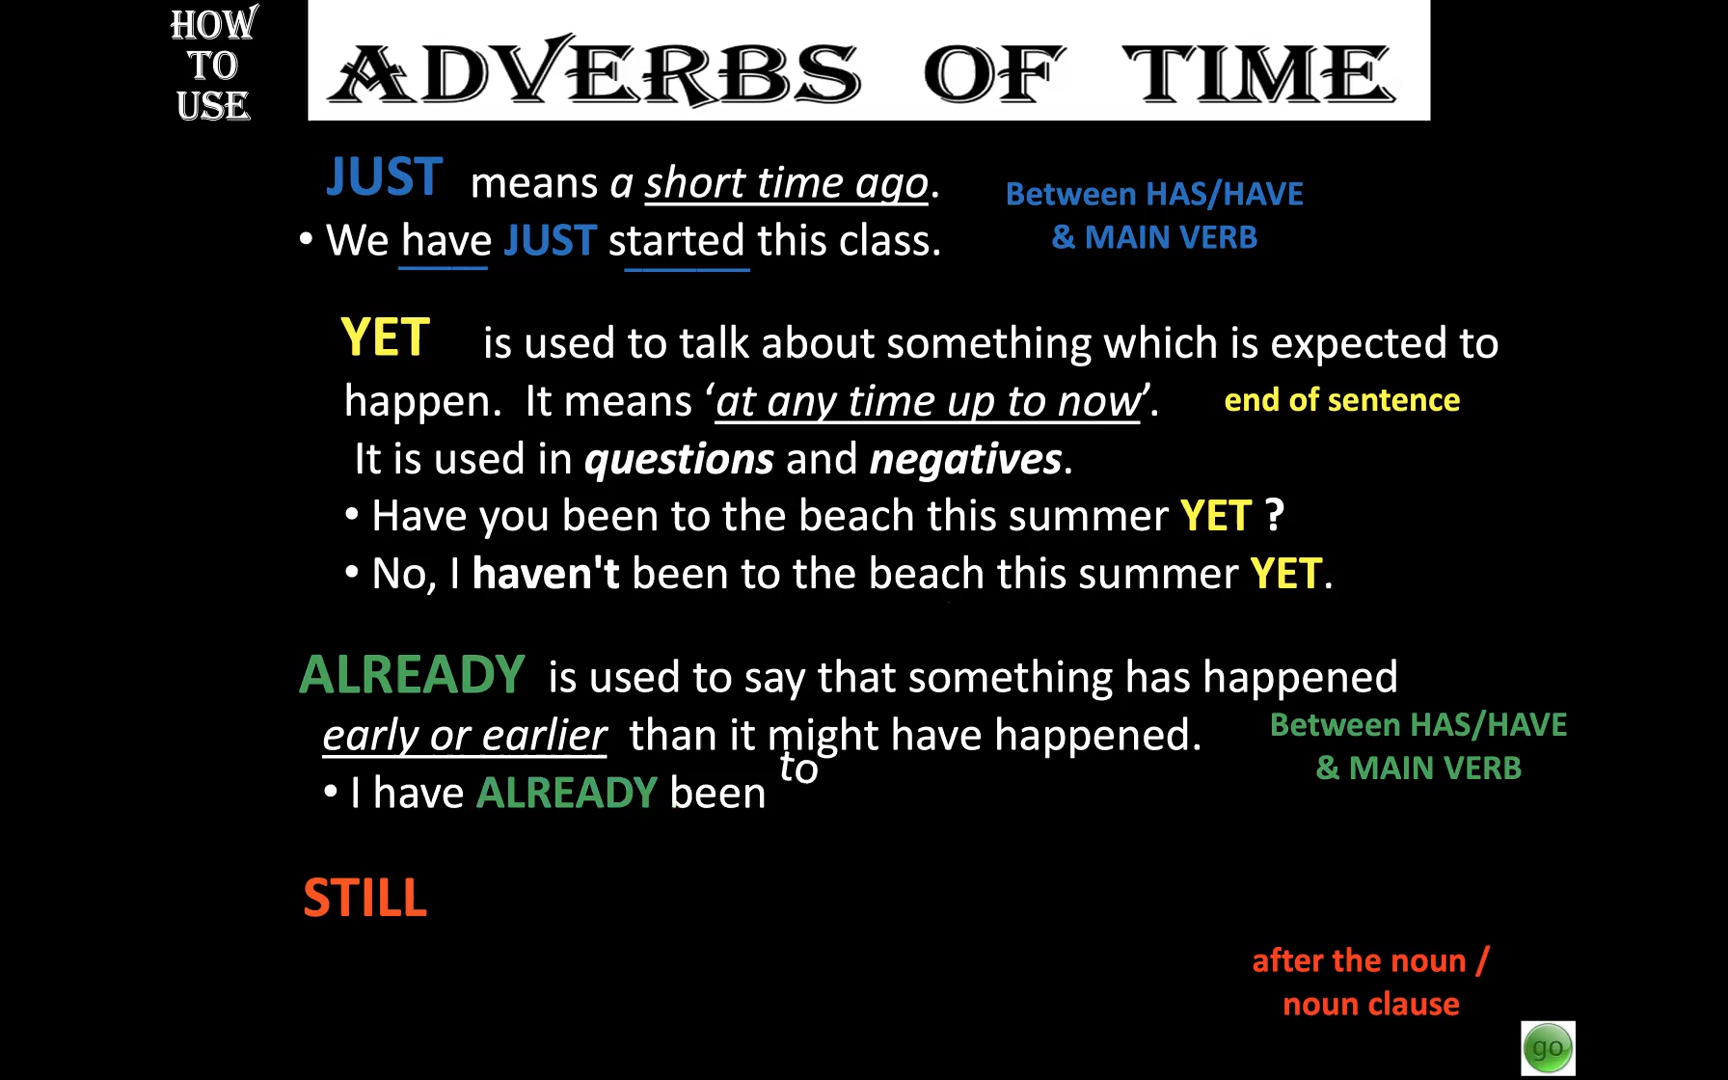 HOW
TO
USE
ADVERBS OF TIME
JUST means a short time ago.
Between HAS/HAVE
& MAIN VERB
• We have JUST started this class.
YET is used to talk about something which is expected to
happen. It means ‘at any time up to now’.
end of sentence
It is used in questions and negatives.
• Have you been to the beach this summer YET ?
• No, I haven't been to the beach this summer YET.
ALREADY is used to say that something has happened
early or earlier than it might have happened.
Between HAS/HAVE
& MAIN VERB
• I have ALREADY been to
STILL
after the noun /
noun clause
go